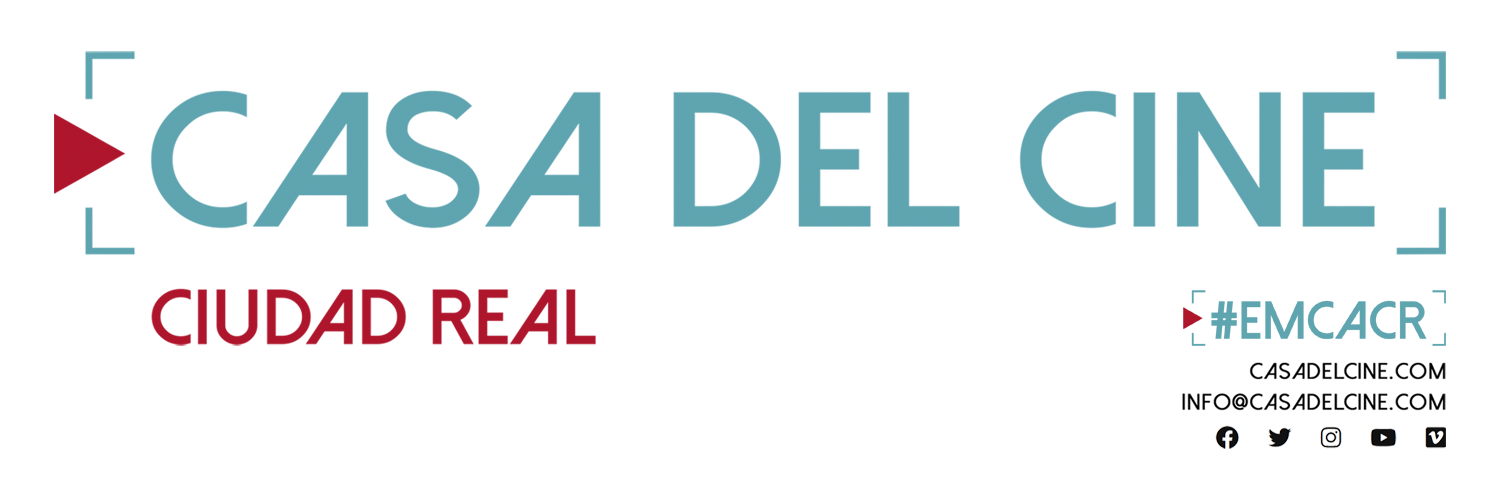 CASA DEL CINE
CIUDAD REAL
#EMCACR
CASADELCINE.COM
INFO@CASADELCINE.COM